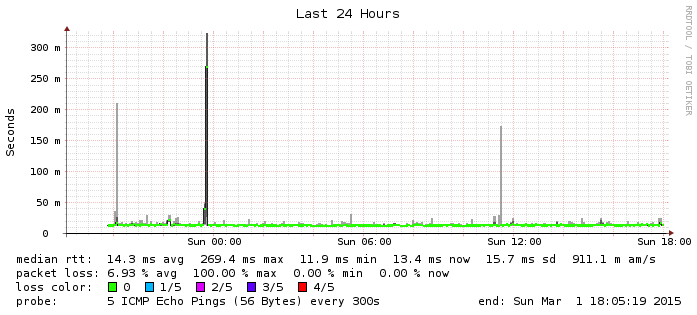 Last 24 Hours
RRDTOOL / TOBI OETIKER
Seconds
300 m
250 m
200 m
150 m
100 m
50 m
0
Sun 00:00 Sun 06:00 Sun 12:00 Sun 18:00
median rtt: 14.3 ms avg 269.4 ms max 11.9 ms min 13.4 ms now 15.7 ms sd 911.1 m am/s
packet loss: 6.93 % avg 100.00 % max 0.00 % min 0.00 % now
loss color: 0 1/5 2/5 3/5 4/5
probe: 5 ICMP Echo Pings (56 Bytes) every 300s end: Sun Mar 1 18:05:19 2015